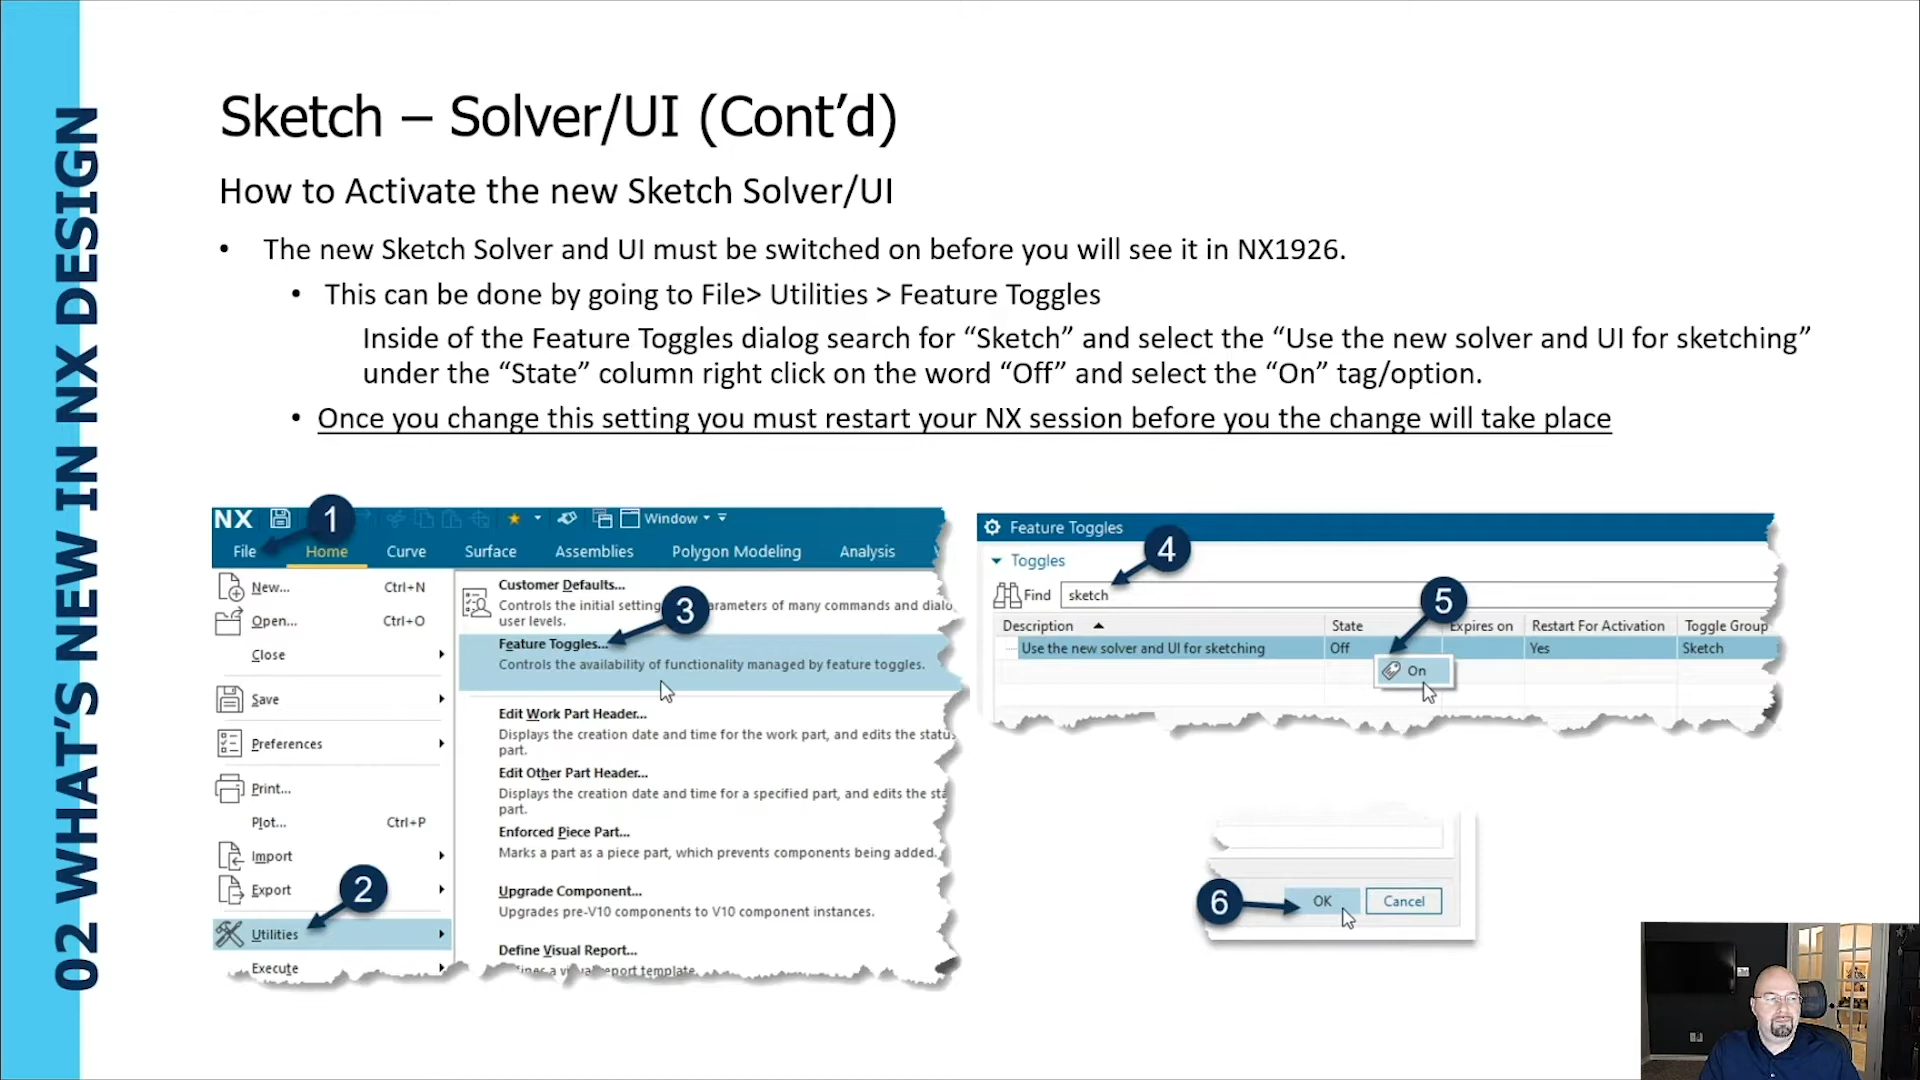 02 WHAT'S NEW IN NX DESIGN
Sketch – Solver/UI (Cont'd)
How to Activate the new Sketch Solver/UI
• The new Sketch Solver and UI must be switched on before you will see it in NX1926.
• This can be done by going to File> Utilities > Feature Toggles
Inside of the Feature Toggles dialog search for “Sketch” and select the “Use the new solver and UI for sketching”
under the “State” column right click on the word “Off” and select the “On” tag/option.
• Once you change this setting you must restart your NX session before you the change will take place
NX 1 Window
File Home Curve Surface Assemblies Polygon Modeling Analysis
New... Ctrl+N
Open... Ctrl+O
Close
Save
Preferences
Print...
Plot... Ctrl+P
Import
Export
2
Utilities
Execute
Customer Defaults...
Controls the initial setting arameters of many commands and dialo
user levels.
3
Feature Toggles...
Controls the availability of functionality managed by feature toggles.
Edit Work Part Header...
Displays the creation date and time for the work part, and edits the status
part.
Edit Other Part Header...
Displays the creation date and time for a specified part, and edits the sta
part.
Enforced Piece Part...
Marks a part as a piece part, which prevents components being added.
Upgrade Component...
Upgrades pre-V10 components to V10 component instances.
Define Visual Report...
report template.
Feature Toggles
Toggles
4
Find sketch
5
Description State Expires on Restart For Activation Toggle Group
Use the new solver and UI for sketching Off Yes Sketch
On
6 OK Cancel